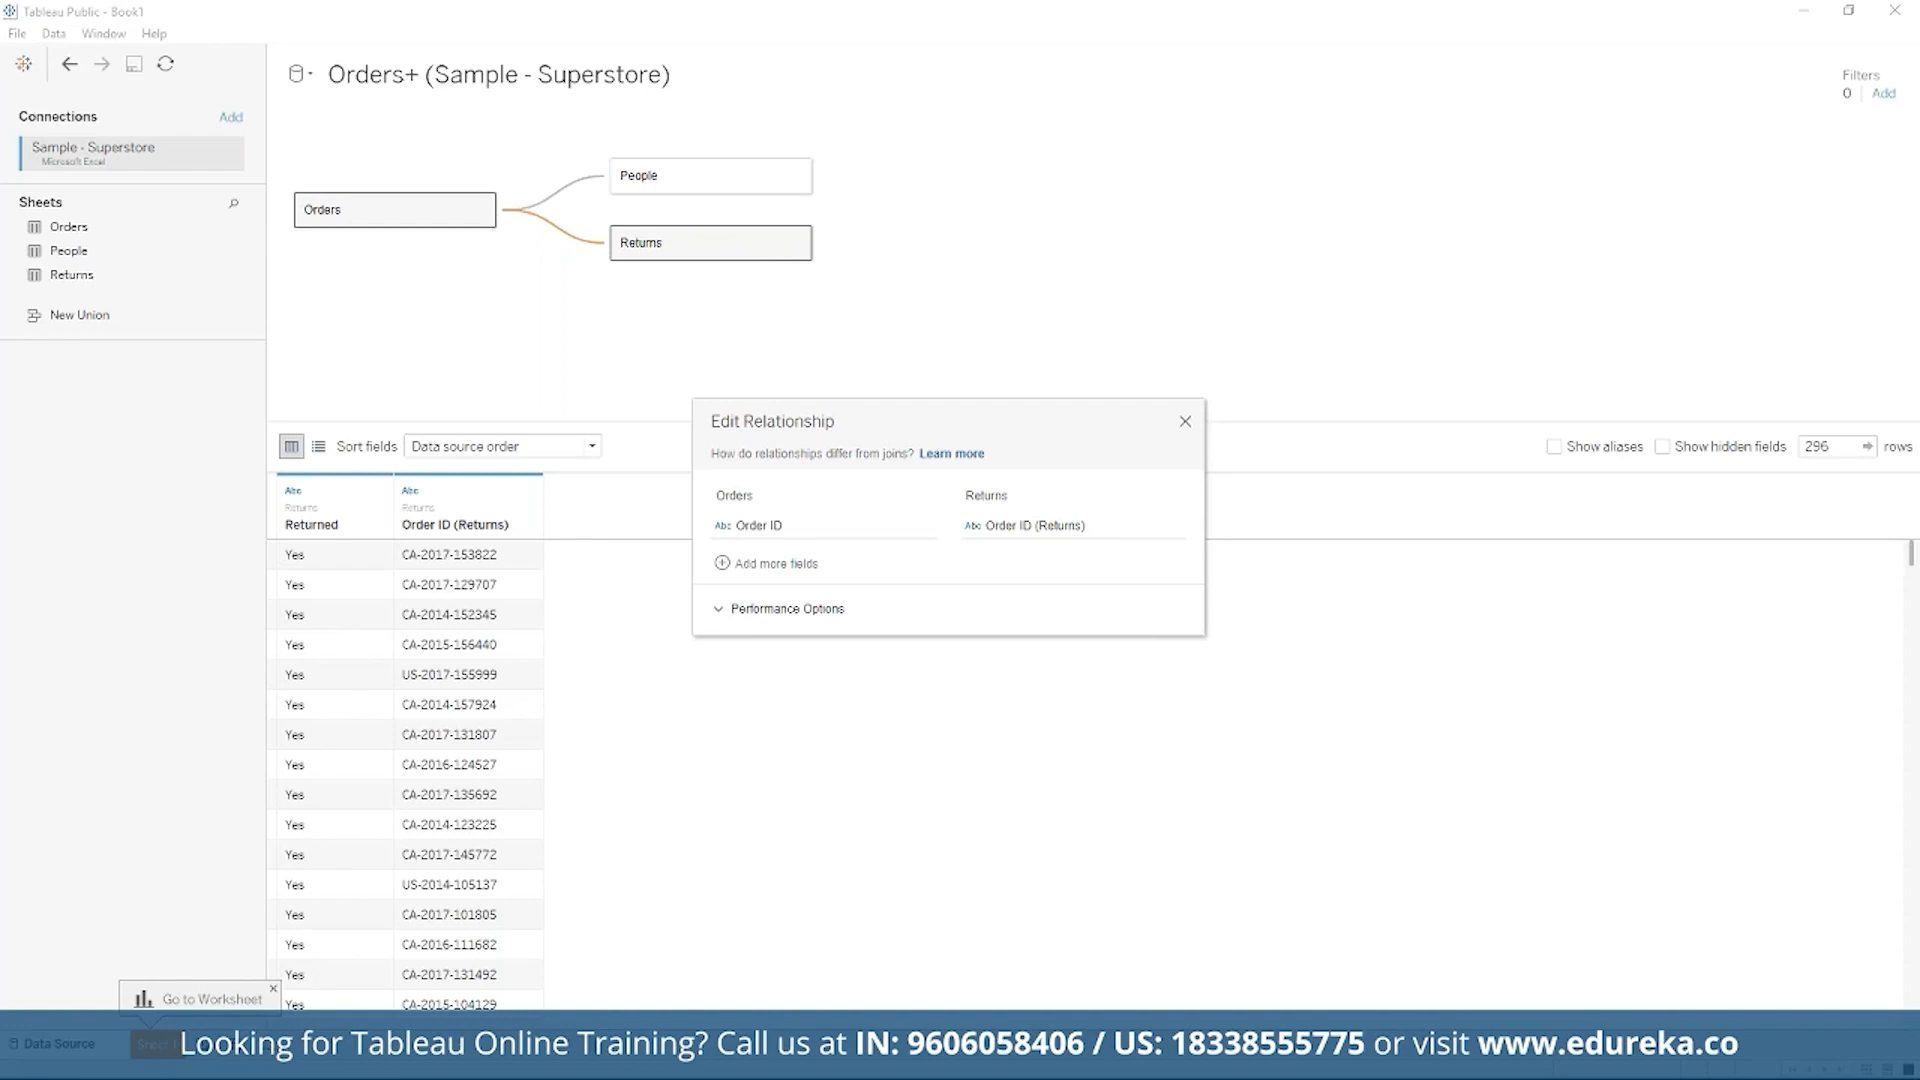 Tableau Public - Book1
File Data Window Help
Connections Add
Sample - Superstore
Microsoft Excel
Sheets
Orders
People
Returns
New Union
Orders+ (Sample - Superstore)
Filters
0 Add
People
Orders
Returns
Sort fields Data source order
Show aliases Show hidden fields 296 rows
Edit Relationship
How do relationships differ from joins? Learn more
Orders Returns
Abc Order ID Abc Order ID (Returns)
Add more fields
Performance Options
Abc Abc
Returns Returns
Returned Order ID (Returns)
Yes CA-2017-153822
Yes CA-2017-129707
Yes CA-2014-152345
Yes CA-2015-156440
Yes US-2017-155999
Yes CA-2014-157924
Yes CA-2017-131807
Yes CA-2016-124527
Yes CA-2017-135692
Yes CA-2014-123225
Yes CA-2017-145772
Yes US-2014-105137
Yes CA-2017-101805
Yes CA-2016-111682
Yes CA-2017-131492
Yes CA-2015-104129
Go to Worksheet
Data Source
Looking for Tableau Online Training? Call us at IN: 9606058406 / US: 18338555775 or visit www.edureka.co